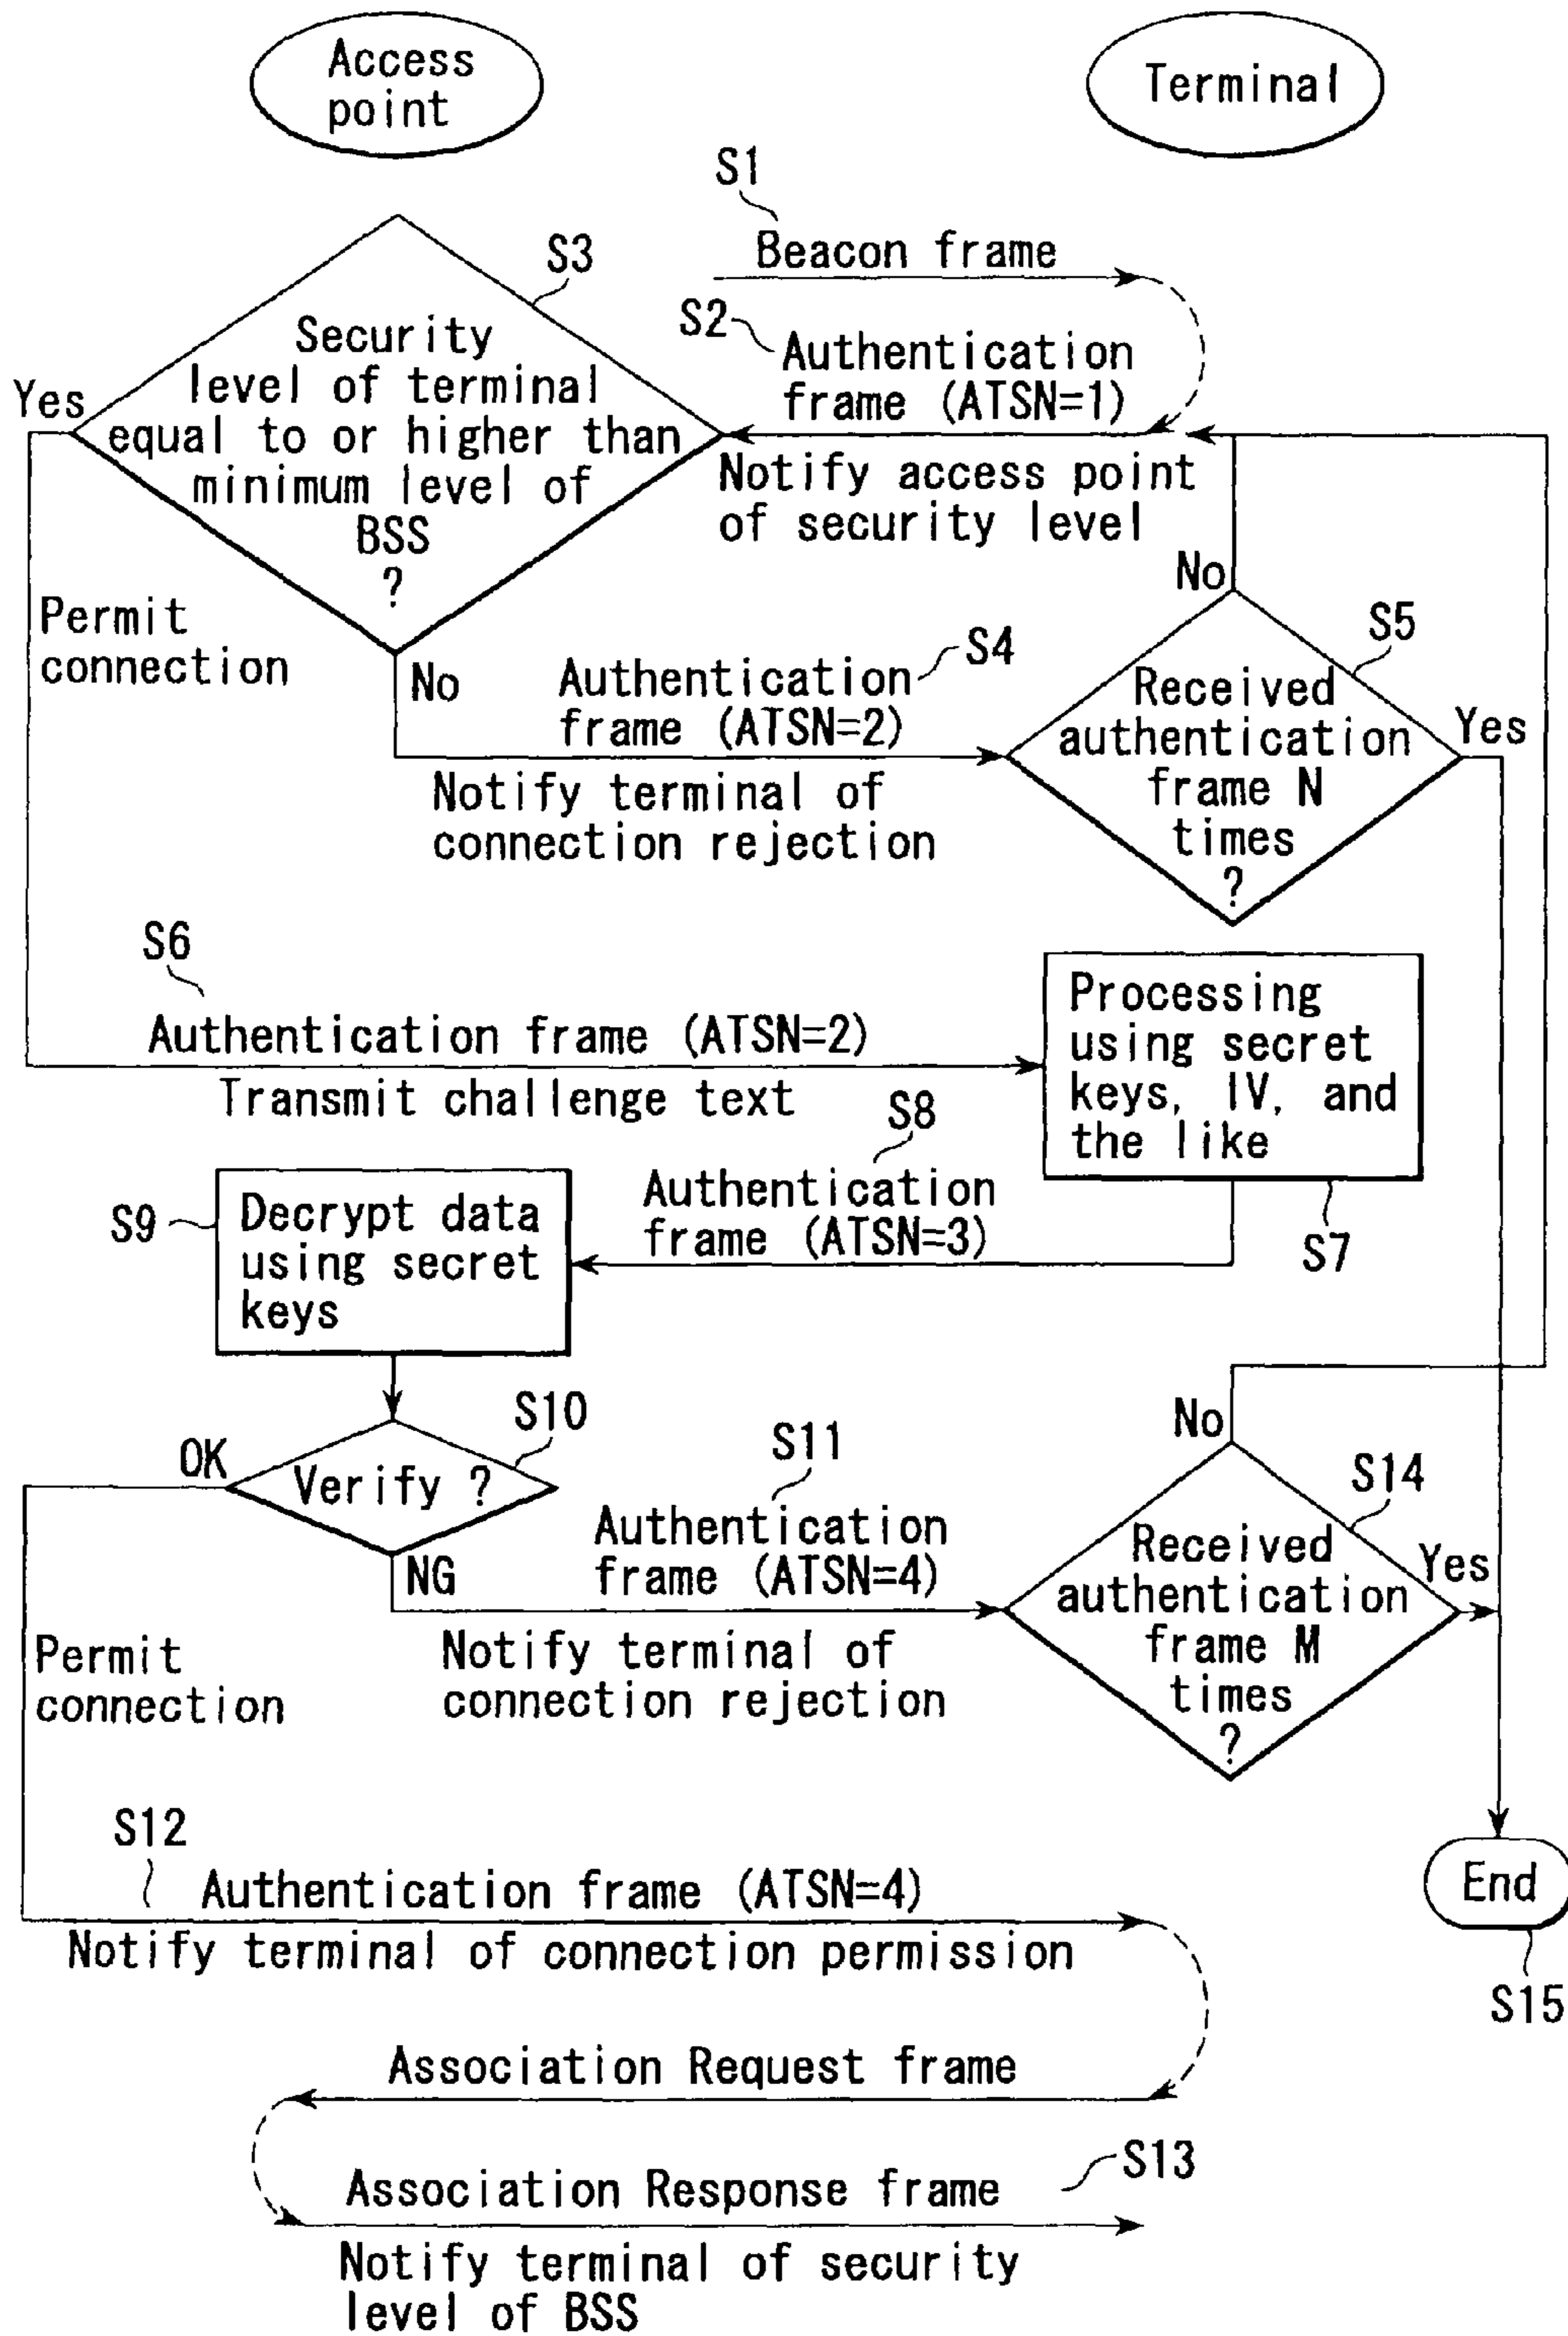 Access
point
Terminal
S1
Beacon frame
S3
S2
Authentication
frame (ATSN=1)
Security
level of terminal
equal to or higher than
minimum level of
BSS
?
Yes
Notify access point
of security level
No
Permit
connection
No
Authentication
frame (ATSN=2)
S4
Notify terminal of
connection rejection
S5
Received
authentication
frame N
times
?
Yes
S6
Authentication frame (ATSN=2)
Transmit challenge text
Processing
using secret
keys, IV, and
the like
S7
S8
Authentication
frame (ATSN=3)
S9
Decrypt data
using secret
keys
S10
OK
Verify ?
NG
S11
Authentication
frame (ATSN=4)
Notify terminal of
connection rejection
No
S14
Received
authentication
frame M
times
?
Yes
Permit
connection
S12
Authentication frame (ATSN=4)
Notify terminal of connection permission
End
S15
Association Request frame
S13
Association Response frame
Notify terminal of security
level of BSS